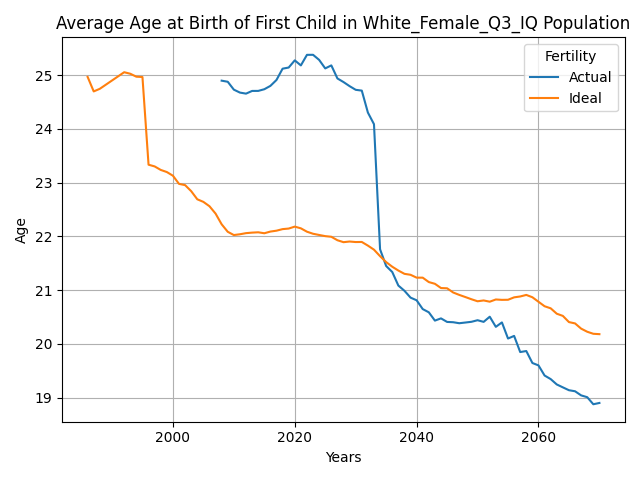 Average Age at Birth of First Child in White_Female_Q3_IQ Population
Fertility
Actual
Ideal
25
24
23
22
21
20
19
Age
2000
2020
2040
2060
Years